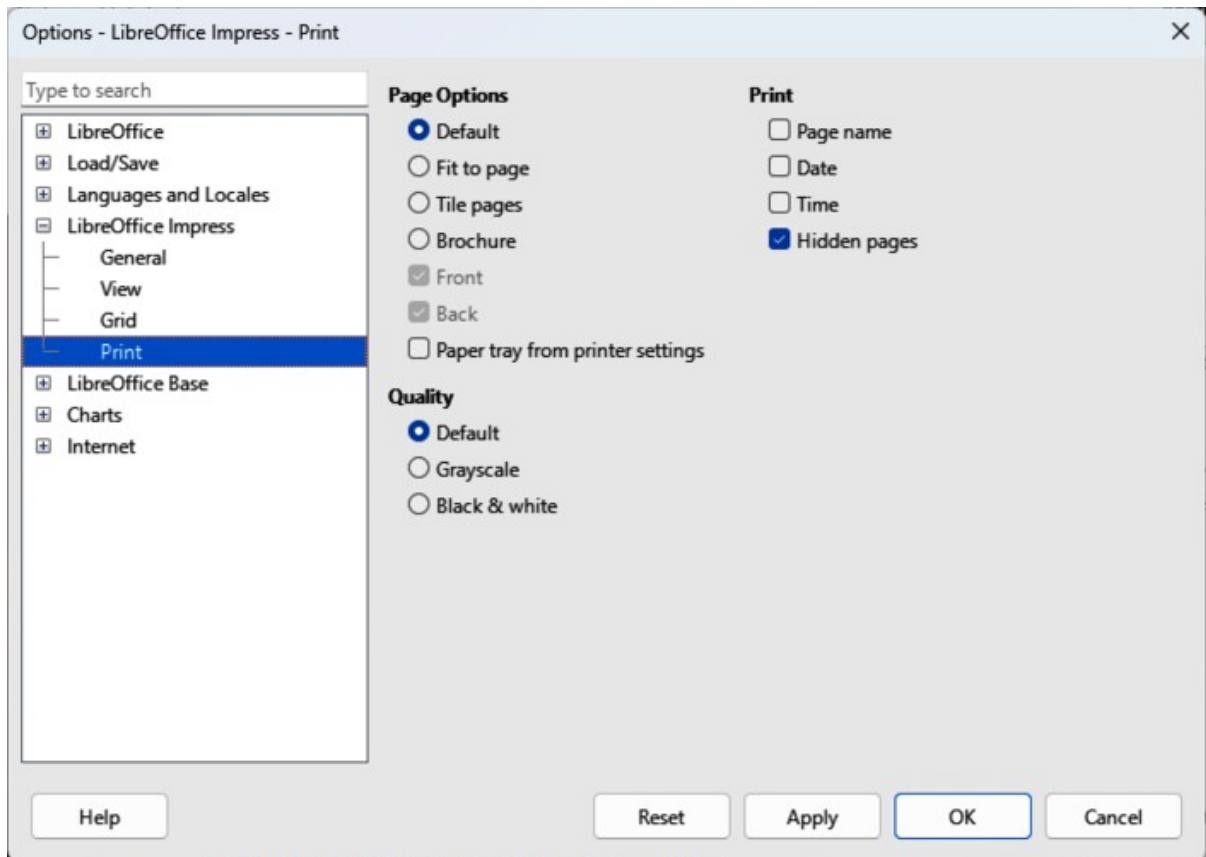 Options - LibreOffice Impress - Print
Type to search
LibreOffice
Load/Save
Languages and Locales
LibreOffice Impress
General
View
Grid
Print
LibreOffice Base
Charts
Internet
Page Options
Default
Fit to page
Tile pages
Brochure
Front
Back
Paper tray from printer settings
Quality
Default
Grayscale
Black & white
Print
Page name
Date
Time
Hidden pages
Help
Reset
Apply
OK
Cancel